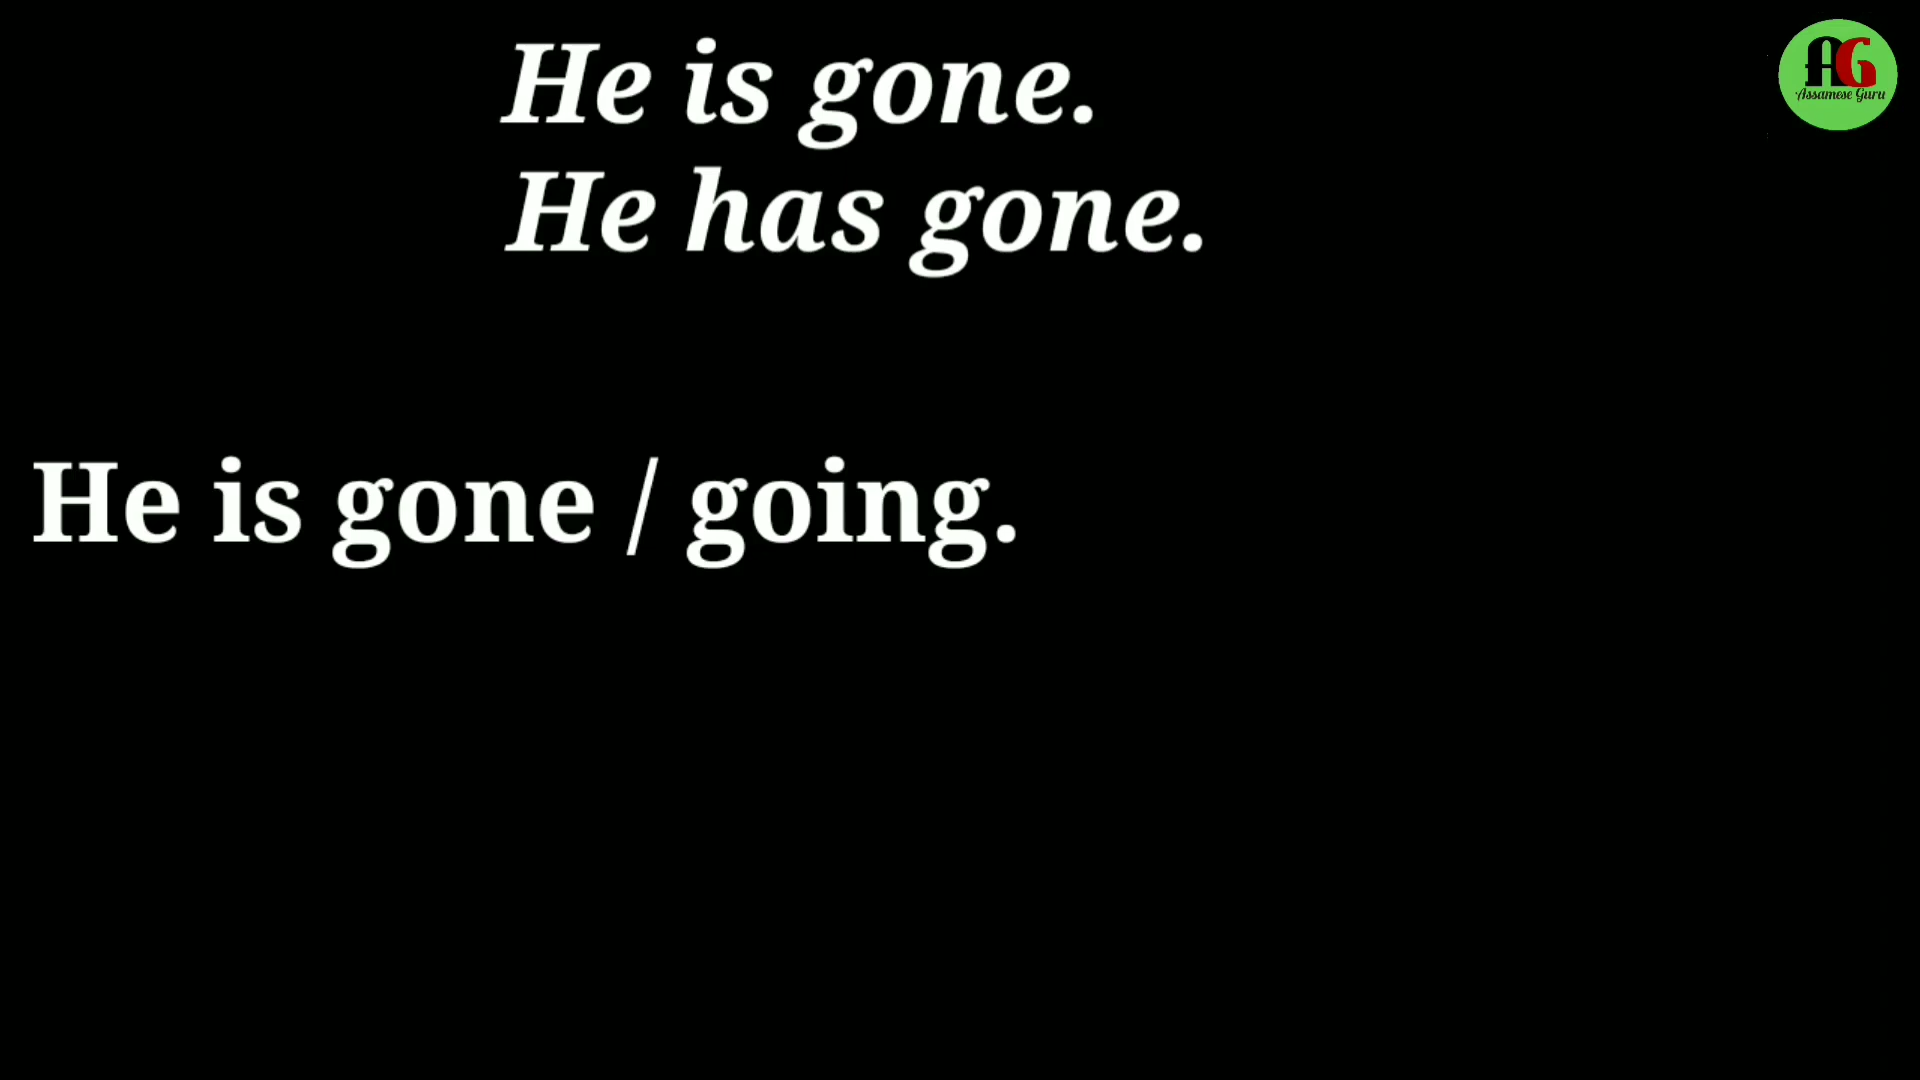 He is gone.
He has gone.
He is gone / going.
AG
Assamese Guru